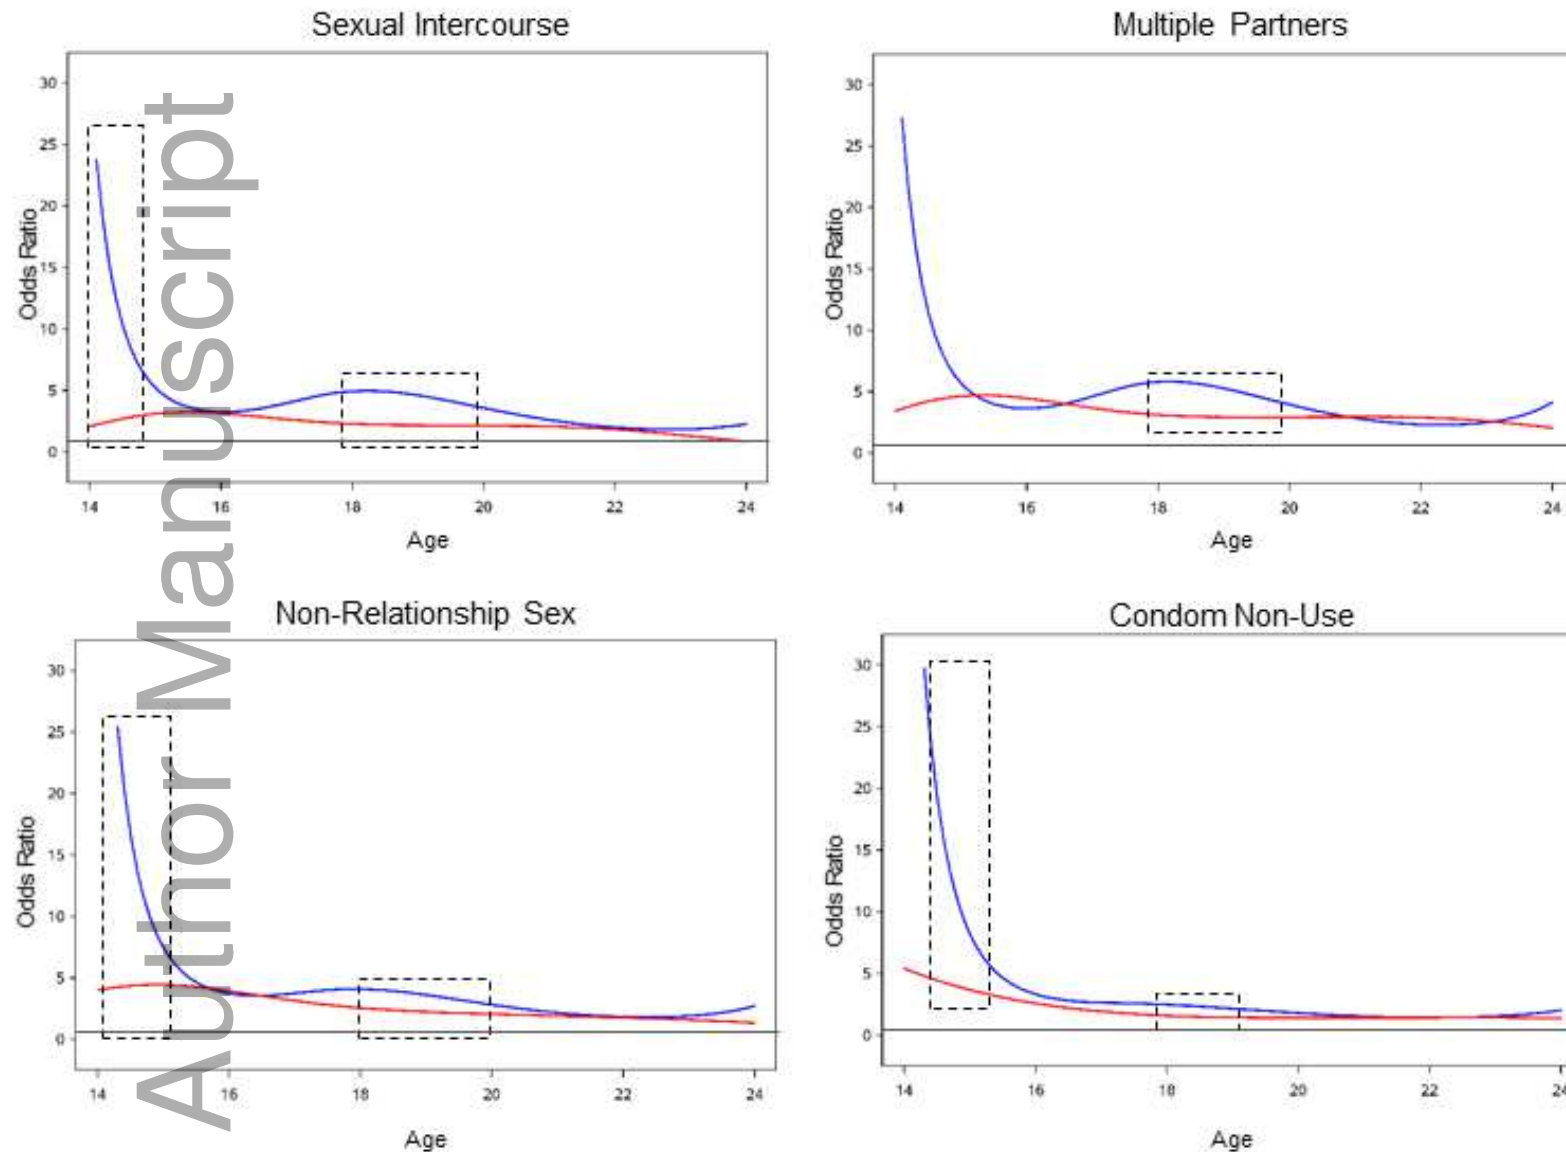 Sexual Intercourse
Odds Ratio
30
25
20
15
10
5
0
14 16 18 20 22 24
Age
Multiple Partners
Odds Ratio
30
25
20
15
10
5
0
14 16 18 20 22 24
Age
Non-Relationship Sex
Odds Ratio
30
25
20
15
10
5
0
14 16 18 20 22 24
Age
Condom Non-Use
Odds Ratio
30
25
20
15
10
5
0
14 16 18 20 22 24
Age
Author Manuscript